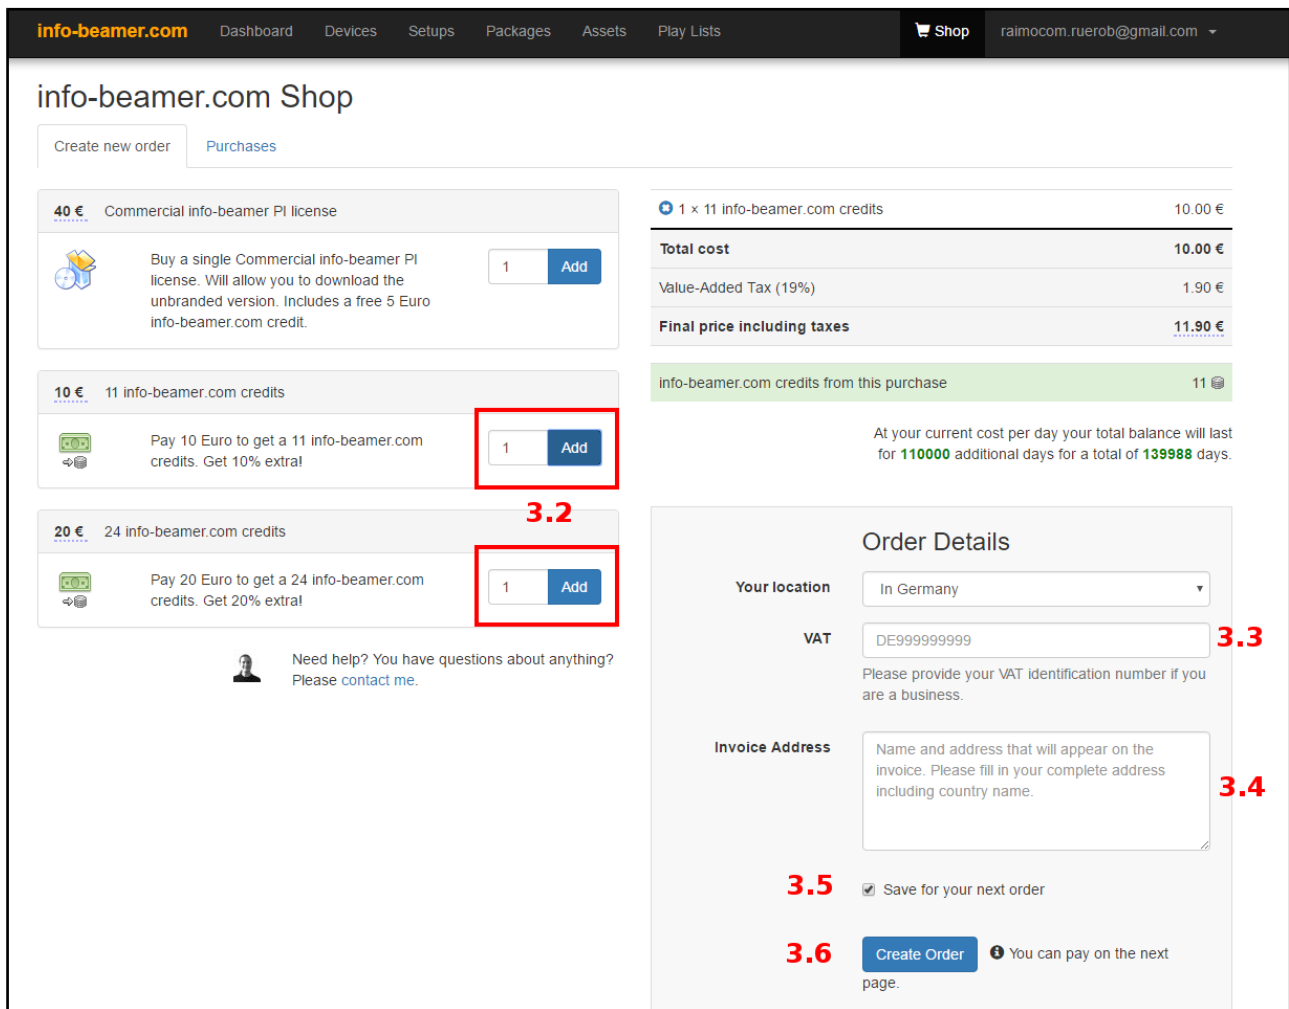 info-beamer.com Dashboard Devices Setups Packages Assets Play Lists Shop raimocom.ruerob@gmail.com
info-beamer.com Shop
Create new order Purchases
40 € Commercial info-beamer PI license
Buy a single Commercial info-beamer PI
license. Will allow you to download the
unbranded version. Includes a free 5 Euro
info-beamer.com credit.
1 Add
10 € 11 info-beamer.com credits
Pay 10 Euro to get a 11 info-beamer.com
credits. Get 10% extra!
1 Add
3.2
20 € 24 info-beamer.com credits
Pay 20 Euro to get a 24 info-beamer.com
credits. Get 20% extra!
1 Add
Need help? You have questions about anything?
Please contact me.
1 × 11 info-beamer.com credits 10.00 €
Total cost 10.00 €
Value-Added Tax (19%) 1.90 €
Final price including taxes 11.90 €
info-beamer.com credits from this purchase 11
At your current cost per day your total balance will last
for 110000 additional days for a total of 139988 days.
Order Details
Your location In Germany
VAT DE999999999 3.3
Please provide your VAT identification number if you
are a business.
Invoice Address
Name and address that will appear on the
invoice. Please fill in your complete address
including country name.
3.4
3.5 Save for your next order
3.6 Create Order You can pay on the next
page.